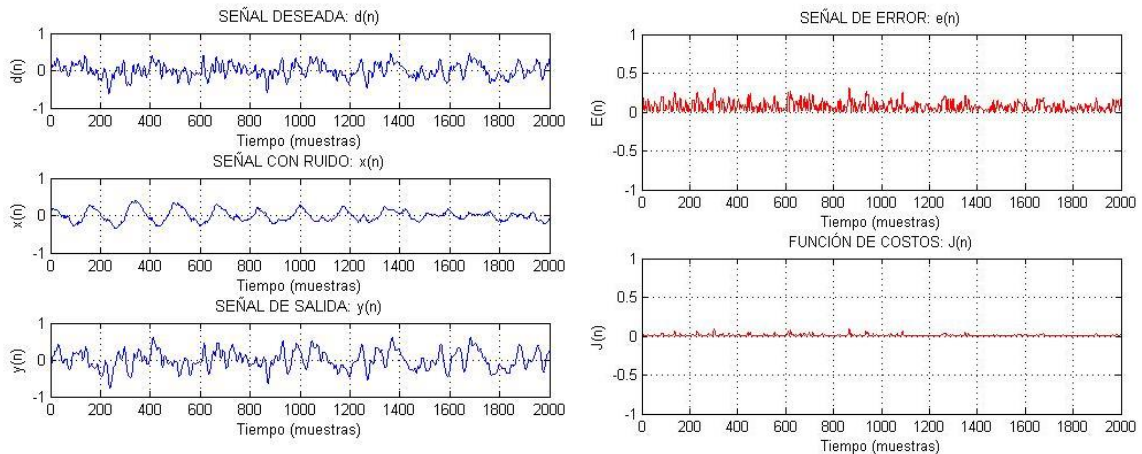 SEÑAL DESEADA: d(n)
1
0
-1
d(n)
0 200 400 600 800 1000 1200 1400 1600 1800 2000
Tiempo (muestras)
SEÑAL CON RUIDO: x(n)
1
0
-1
x(n)
0 200 400 600 800 1000 1200 1400 1600 1800 2000
Tiempo (muestras)
SEÑAL DE SALIDA: y(n)
1
0
-1
y(n)
0 200 400 600 800 1000 1200 1400 1600 1800 2000
Tiempo (muestras)
SEÑAL DE ERROR: e(n)
1
0.5
0
-0.5
-1
E(n)
0 200 400 600 800 1000 1200 1400 1600 1800 2000
Tiempo (muestras)
FUNCIÓN DE COSTOS: J(n)
1
0.5
0
-0.5
-1
J(n)
0 200 400 600 800 1000 1200 1400 1600 1800 2000
Tiempo (muestras)